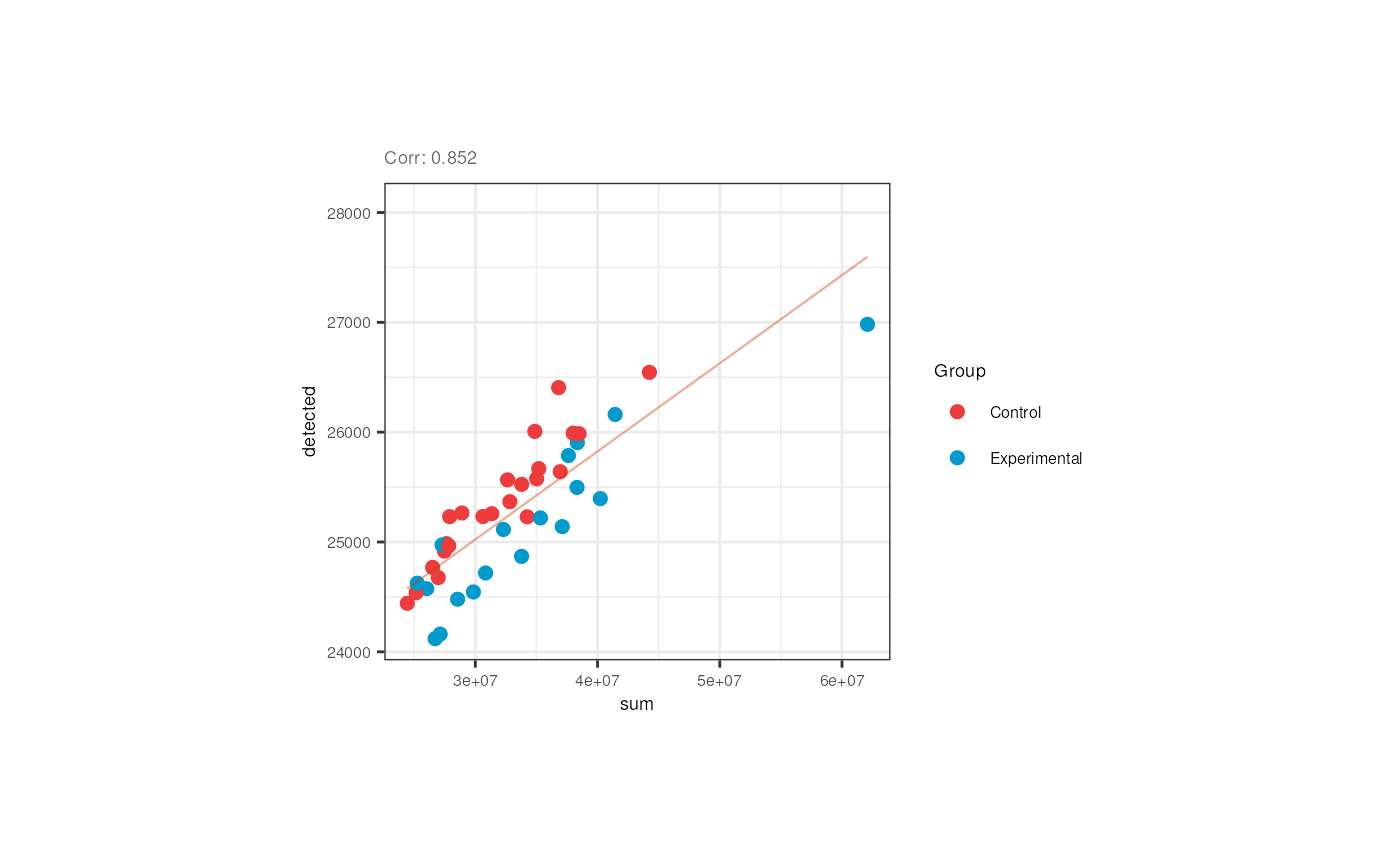 Corr: 0.852
28000
27000
26000
25000
24000
detected
3e+07 4e+07 5e+07 6e+07
sum
Group
Control
Experimental